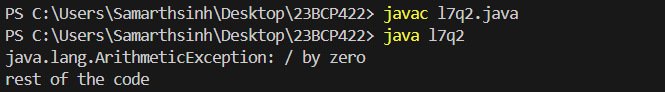 PS C:\Users\Samarthsinh\Desktop\23BCP422> javac l7q2.java
PS C:\Users\Samarthsinh\Desktop\23BCP422> java l7q2
java.lang.ArithmeticException: / by zero
rest of the code